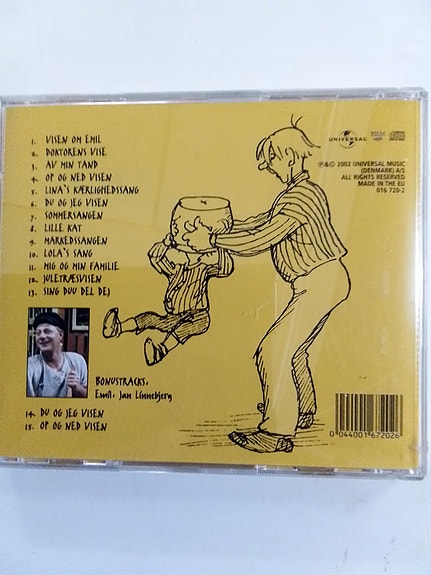 1. VISEN OM EMIL
2. DOKTORENS VISE
3. AV MIN TAND
4. OP OG NED VISEN
5. LINA'S KÆRLIGHEDSSANG
6. DU OG JEG VISEN
7. SOMMERSANGEN
8. LILLE KAT
9. MARKEDSSANGEN
10. LOLA'S SANG
11. MIG OG MIN FAMILIE
12. JULETRÆSVISEN
13. SING DUU DEL DEJ
BONUSTRACKS.
Emil. Jan Linnebjerg
14. DU OG JEG VISEN
15. OP OG NED VISEN
UNIVERSAL
℗&© 2002 UNIVERSAL MUSIC
(DENMARK) A/S
ALL RIGHTS RESERVED
MADE IN THE EU
016 720-2
0 044001 672026